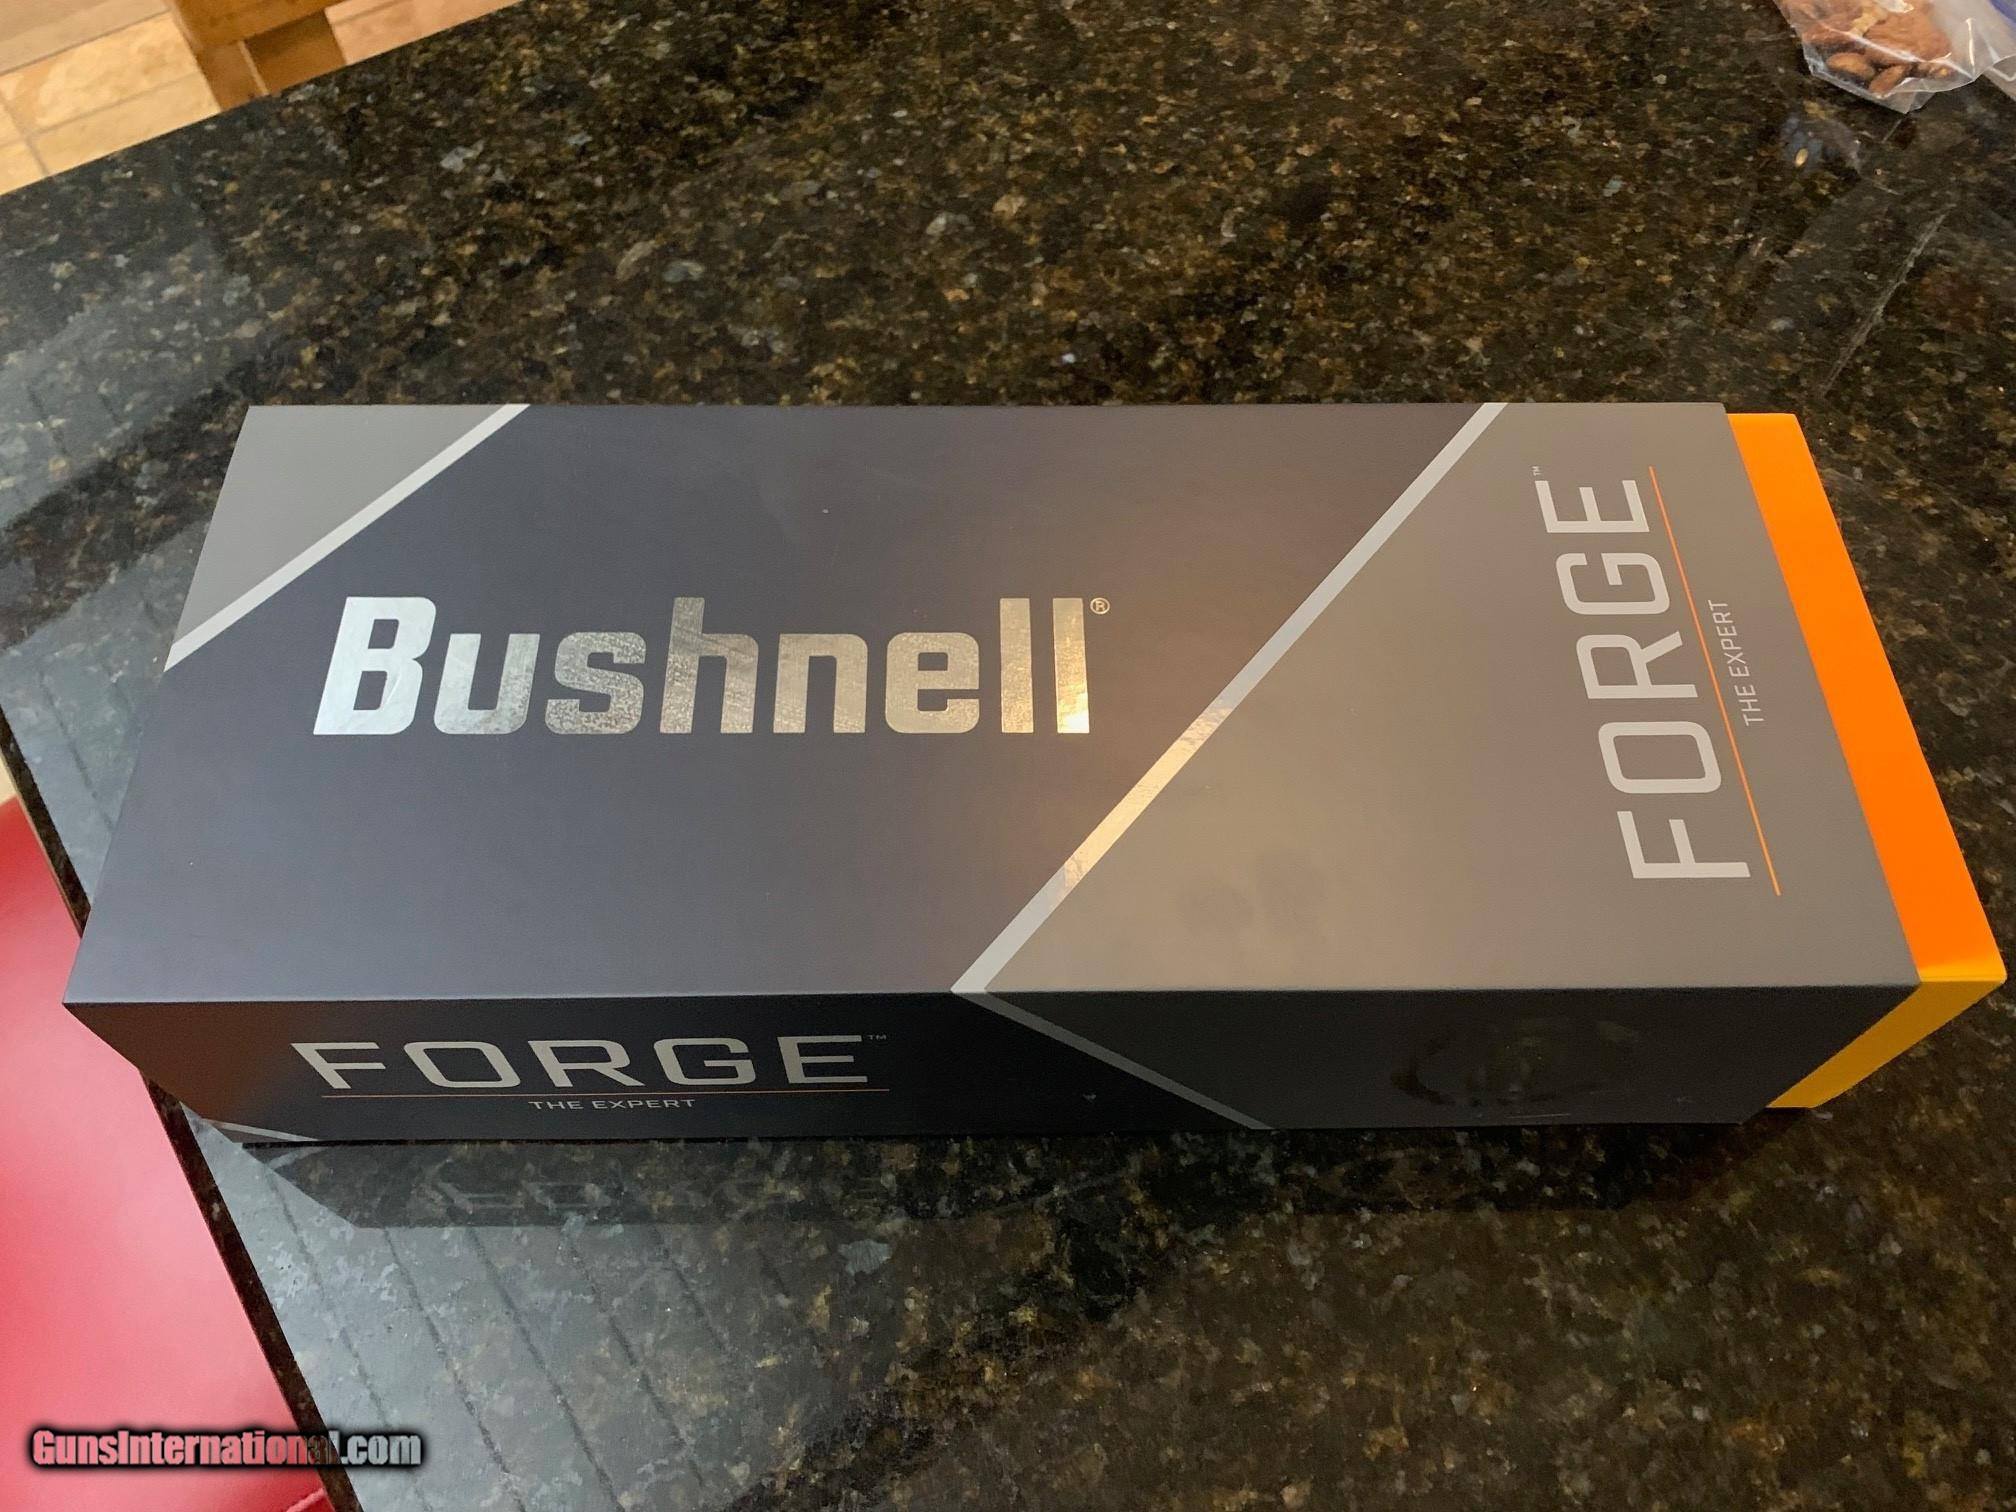 Bushnell®
FORGE™
THE EXPERT
FORGE™
THE EXPERT
GunsInternational.com